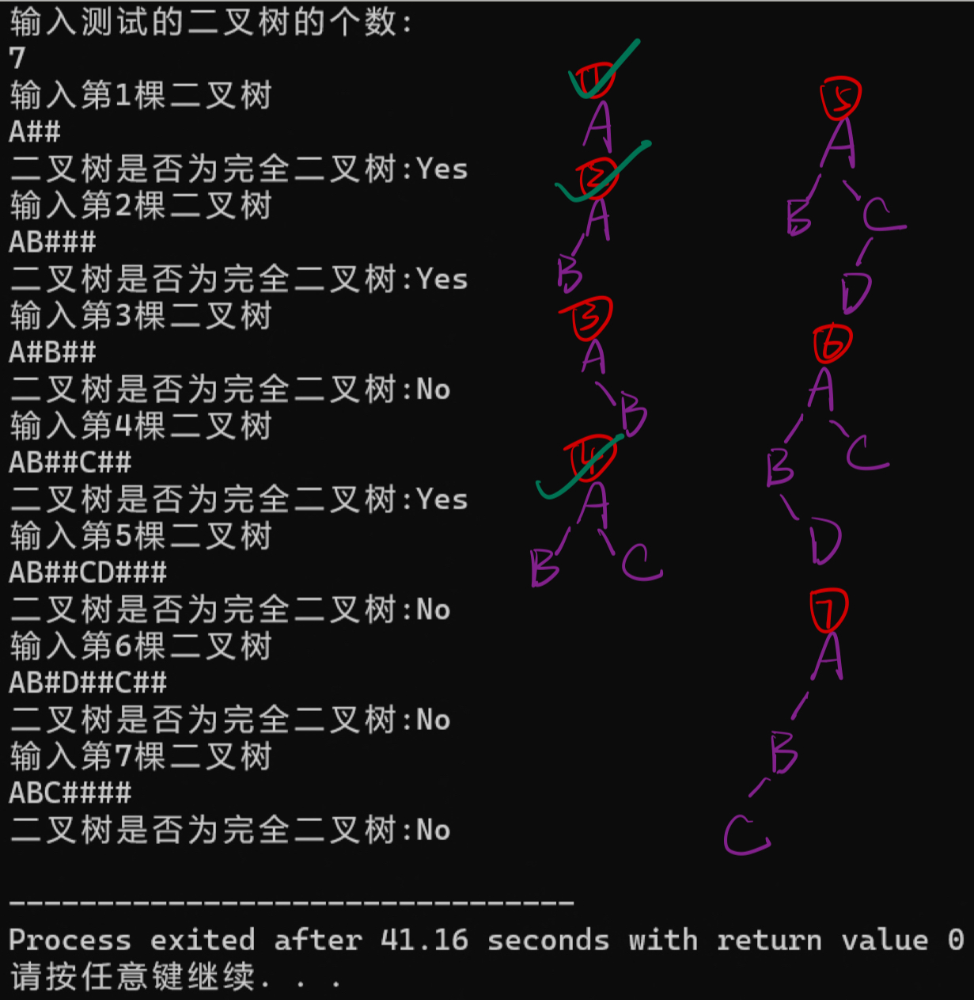 输入测试的二叉树的个数:
7
输入第1棵二叉树
A##
二叉树是否为完全二叉树:Yes
输入第2棵二叉树
AB###
二叉树是否为完全二叉树:Yes
输入第3棵二叉树
A#B##
二叉树是否为完全二叉树:No
输入第4棵二叉树
AB##C##
二叉树是否为完全二叉树:Yes
输入第5棵二叉树
AB##CD###
二叉树是否为完全二叉树:No
输入第6棵二叉树
AB#D##C##
二叉树是否为完全二叉树:No
输入第7棵二叉树
ABC####
二叉树是否为完全二叉树:No
--------------------------------
Process exited after 41.16 seconds with return value 0
请按任意键继续. . .
①
A
②
A
B
③
A
B
④
A
B C
⑤
A
B C
D
⑥
A
B C
D
⑦
A
B
C